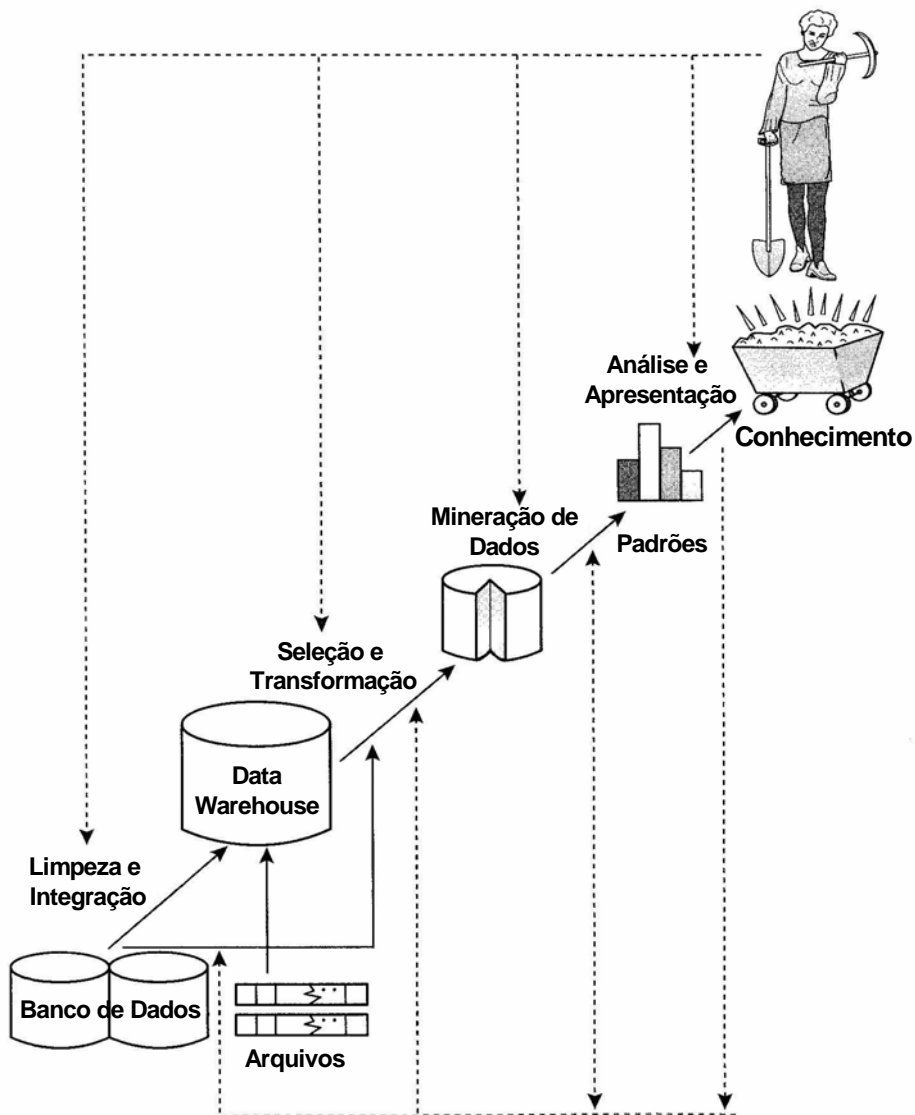 Análise e
Apresentação
Conhecimento
Mineração de
Dados
Padrões
Seleção e
Transformação
Data
Warehouse
Limpeza e
Integração
Banco de Dados
Arquivos